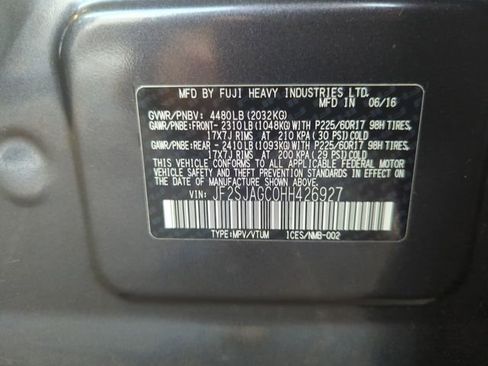 MFD BY FUJI HEAVY INDUSTRIES LTD.
IN 06/16
GVWR/PNBV: 4480LB(2032KG)
GAWR/PNBE:FRONT-2310LB(1048KG)WITH P225/60R17 98H TIRES,
17X7J RIMS AT 210 KPA(30 PSI)COLD
GAWR/PNBE:REAR-2410LB(1093KG)WITH P225/60R17 98H TIRES,
17X7J RIMS AT 200 KPA(29 PSI)COLD
THIS VEHICLE CONFORMS TO ALL APPLICABLE FEDERAL MOTOR
VEHICLE SAFETY, BUMPER, AND THEFT PREVENTION STANDARDS
IN EFFECT ON THE DATE OF MANUFACTURE SHOWN ABOVE.
VIN: JF2SJAGC0HH426927
TYPE:MPV/VTUM ICES/NMB-002